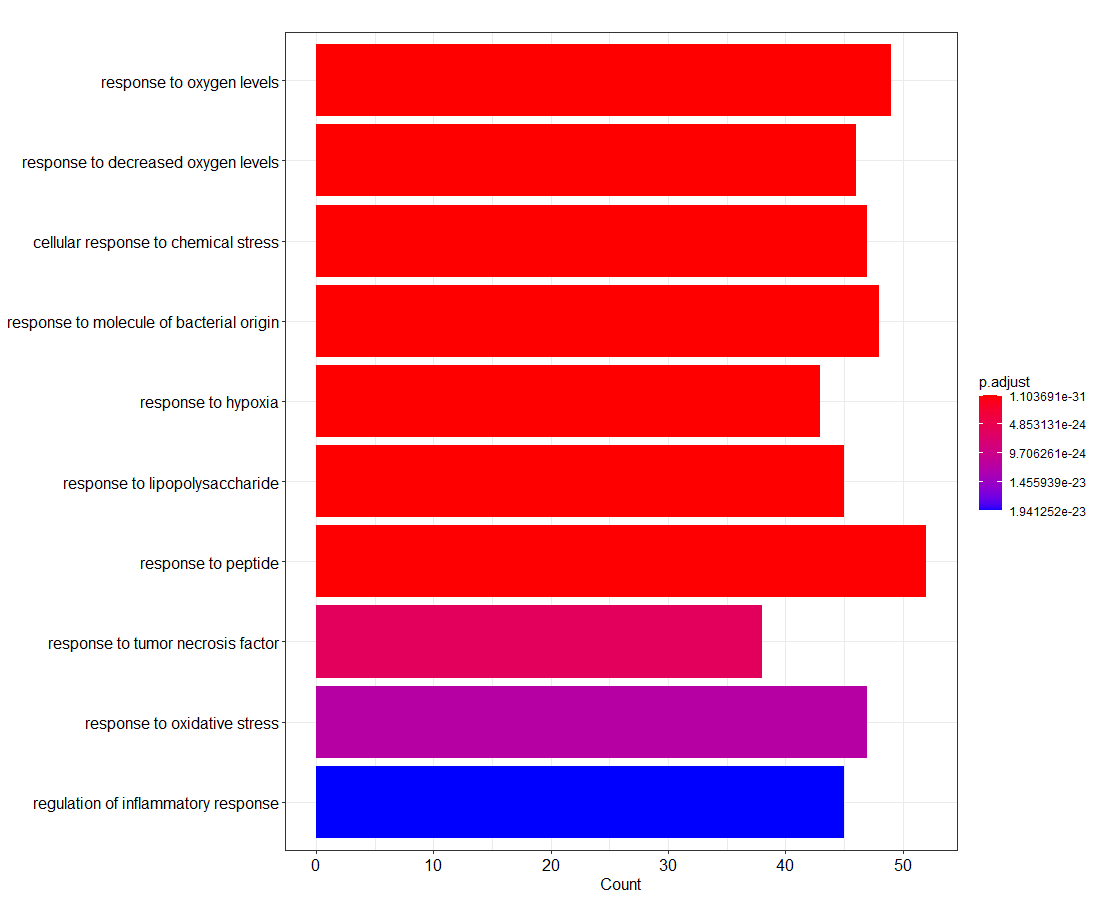 response to oxygen levels
response to decreased oxygen levels
cellular response to chemical stress
response to molecule of bacterial origin
response to hypoxia
response to lipopolysaccharide
response to peptide
response to tumor necrosis factor
response to oxidative stress
regulation of inflammatory response
0 10 20 30 40 50
Count
p.adjust
1.103691e-31
4.853131e-24
9.706261e-24
1.455939e-23
1.941252e-23